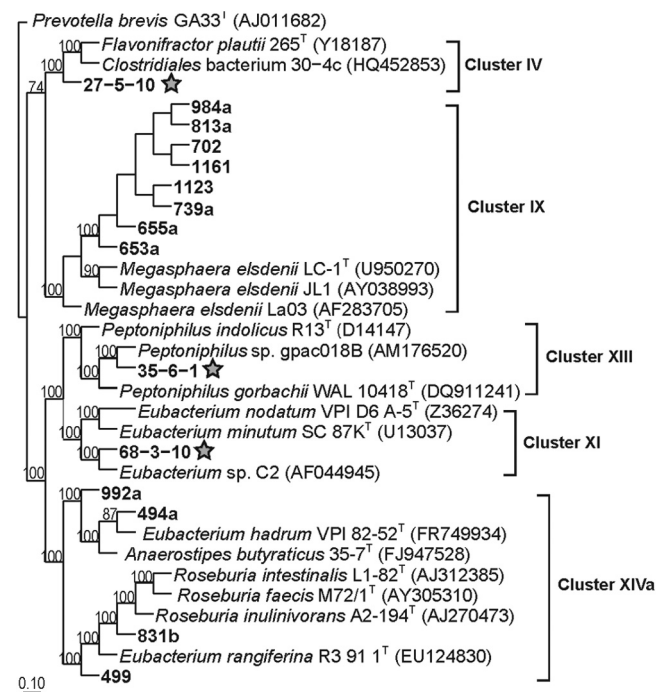 Prevotella brevis GA33ᵀ (AJ011682)
100 Flavonifractor plautii 265ᵀ (Y18187)
100 Clostridiales bacterium 30−4c (HQ452853)
Cluster IV
74 27−5−10
984a
813a
702
1161
1123
739a
Cluster IX
100 655a
653a
90 Megasphaera elsdenii LC-1ᵀ (U950270)
100 Megasphaera elsdenii JL1 (AY038993)
Megasphaera elsdenii La03 (AF283705)
100 Peptoniphilus indolicus R13ᵀ (D14147)
100 Peptoniphilus sp. gpac018B (AM176520)
Cluster XIII
100 35−6−1
100 Peptoniphilus gorbachii WAL 10418ᵀ (DQ911241)
100 Eubacterium nodatum VPI D6 A-5ᵀ (Z36274)
Eubacterium minutum SC 87Kᵀ (U13037)
Cluster XI
100 68−3−10
100 Eubacterium sp. C2 (AF044945)
100 992a
87 494a
100 Eubacterium hadrum VPI 82-52ᵀ (FR749934)
100 Anaerostipes butyraticus 35-7ᵀ (FJ947528)
100 Roseburia intestinalis L1-82ᵀ (AJ312385)
Cluster XIVa
100 Roseburia faecis M72/1ᵀ (AY305310)
100 Roseburia inulinivorans A2-194ᵀ (AJ270473)
831b
100 Eubacterium rangiferina R3 91 1ᵀ (EU124830)
100 499
0.10